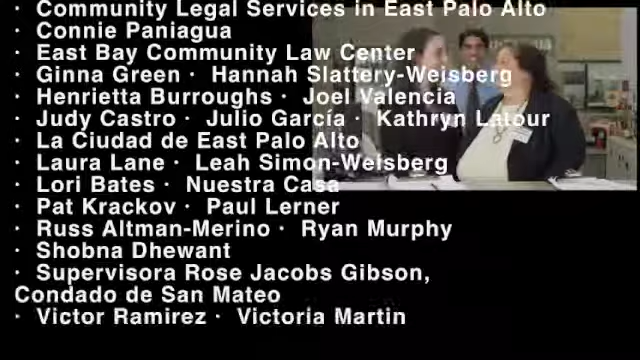 · Community Legal Services in East Palo Alto
· Connie Paniagua
· East Bay Community Law Center
· Ginna Green · Hannah Slattery-Weisberg
· Henrietta Burroughs · Joel Valencia
· Judy Castro · Julio García · Kathryn Latour
· La Ciudad de East Palo Alto
· Laura Lane · Leah Simon-Weisberg
· Lori Bates · Nuestra Casa
· Pat Krackov · Paul Lerner
· Russ Altman-Merino · Ryan Murphy
· Shobna Dhewant
· Supervisora Rose Jacobs Gibson,
Condado de San Mateo
· Victor Ramirez · Victoria Martin